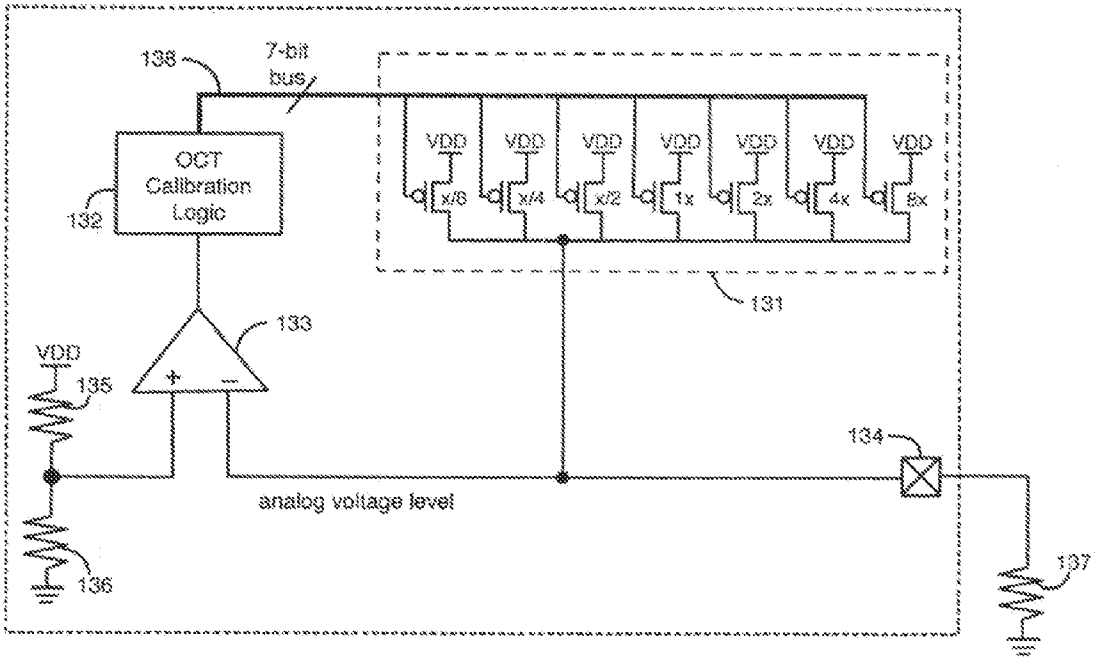 138
7-bit
bus
OCT
Calibration
Logic
132
VDD VDD VDD VDD VDD VDD VDD
x/8 x/4 x/2 1x 2x 4x 8x
131
133
VDD
135
+ −
134
analog voltage level
136
137